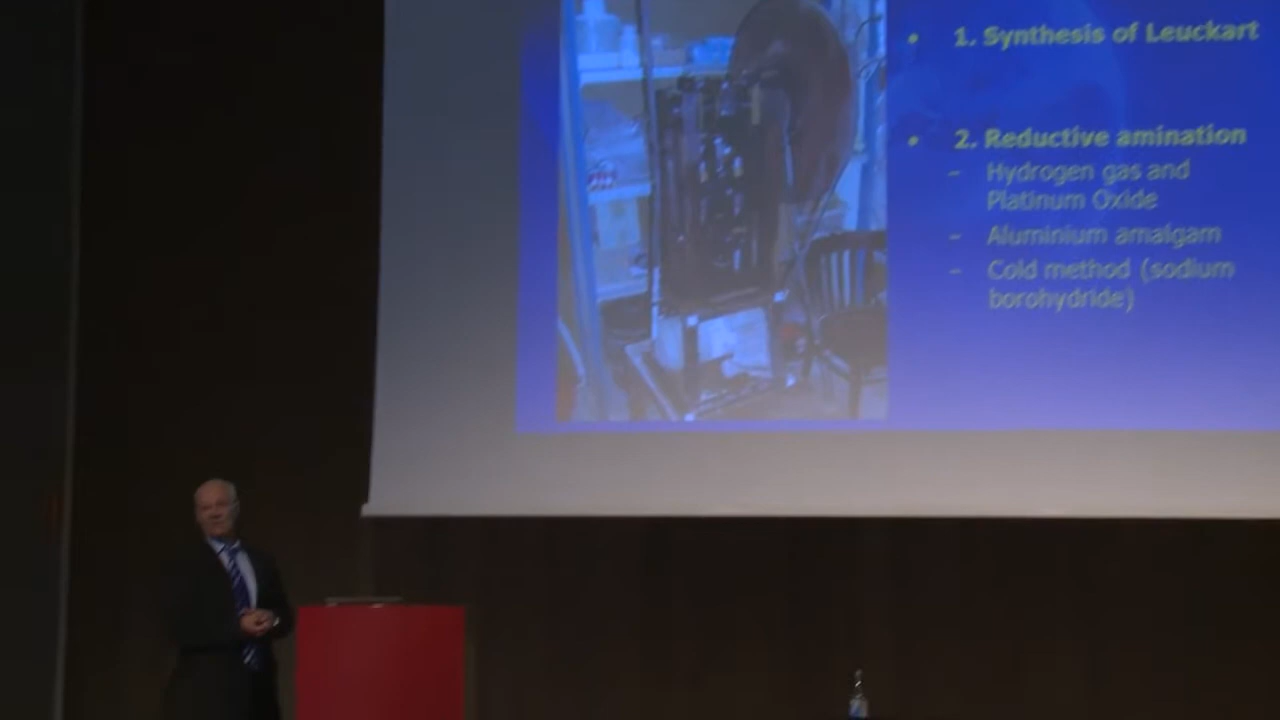 • 1. Synthesis of Leuckart
• 2. Reductive amination
– Hydrogen gas and
Platinum Oxide
– Aluminium amalgam
– Cold method (sodium
borohydride)